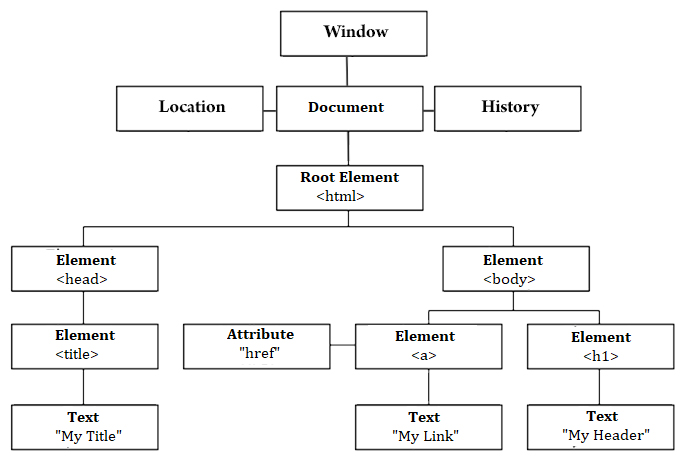 Window
Location
Document
History
Root Element
<html>
Element
<head>
Element
<body>
Element
<title>
Attribute
"href"
Element
<a>
Element
<h1>
Text
"My Title"
Text
"My Link"
Text
"My Header"